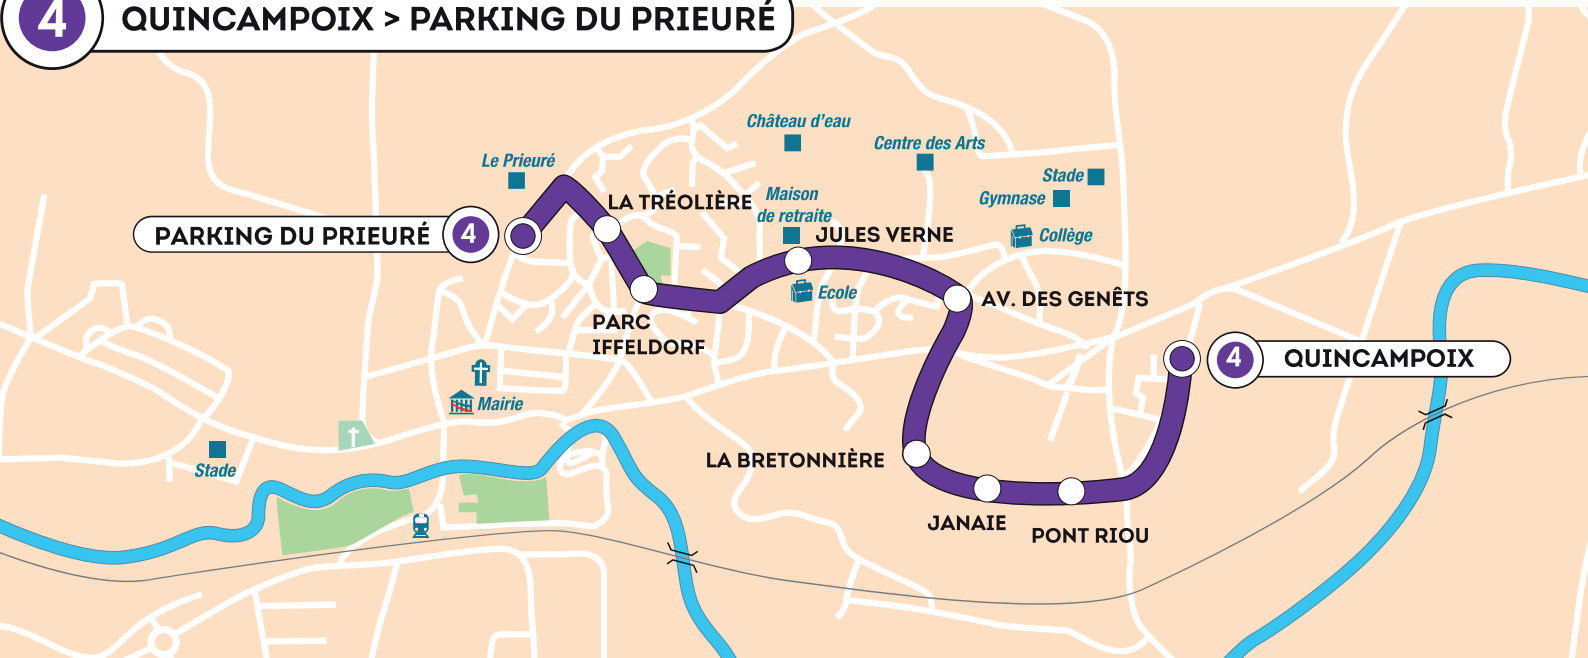 4
QUINCAMPOIX > PARKING DU PRIEURÉ
Château d'eau
Centre des Arts
Le Prieuré
Stade
Gymnase
Maison
de retraite
LA TRÉOLIÈRE
PARKING DU PRIEURÉ
4
JULES VERNE
Collège
Ecole
AV. DES GENÊTS
PARC
IFFELDORF
4
QUINCAMPOIX
Mairie
LA BRETONNIÈRE
Stade
JANAIE
PONT RIOU